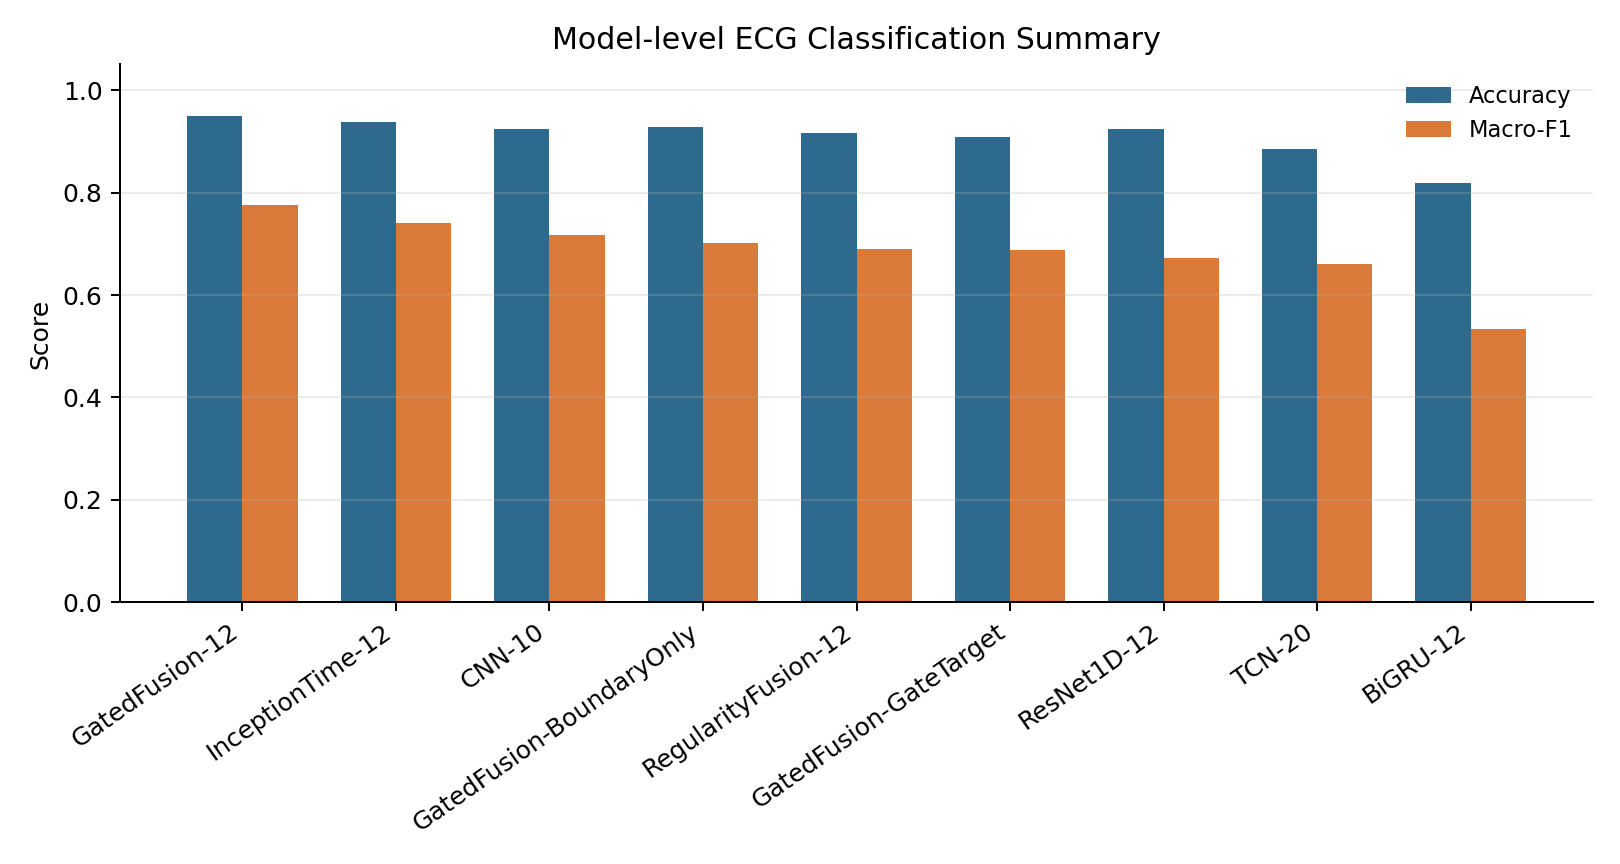 Model-level ECG Classification Summary
Accuracy
Macro-F1
Score
1.0
0.8
0.6
0.4
0.2
0.0
GatedFusion-12
InceptionTime-12
CNN-10
GatedFusion-BoundaryOnly
RegularityFusion-12
GatedFusion-GateTarget
ResNet1D-12
TCN-20
BiGRU-12